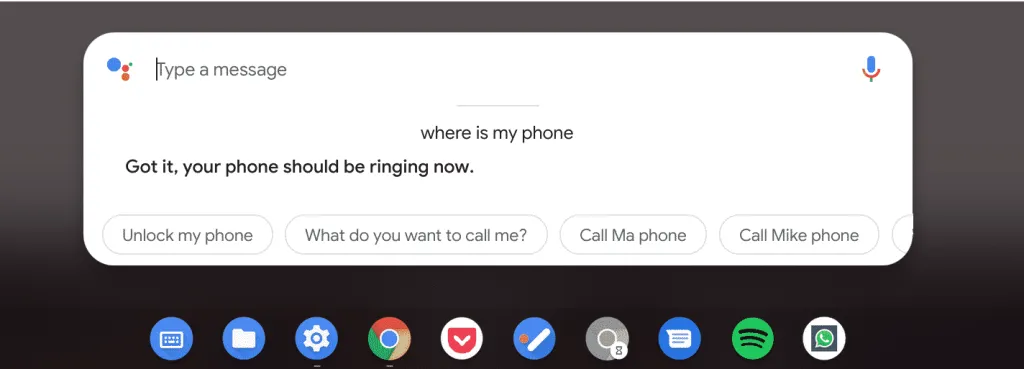 Type a message
where is my phone
Got it, your phone should be ringing now.
Unlock my phone
What do you want to call me?
Call Ma phone
Call Mike phone